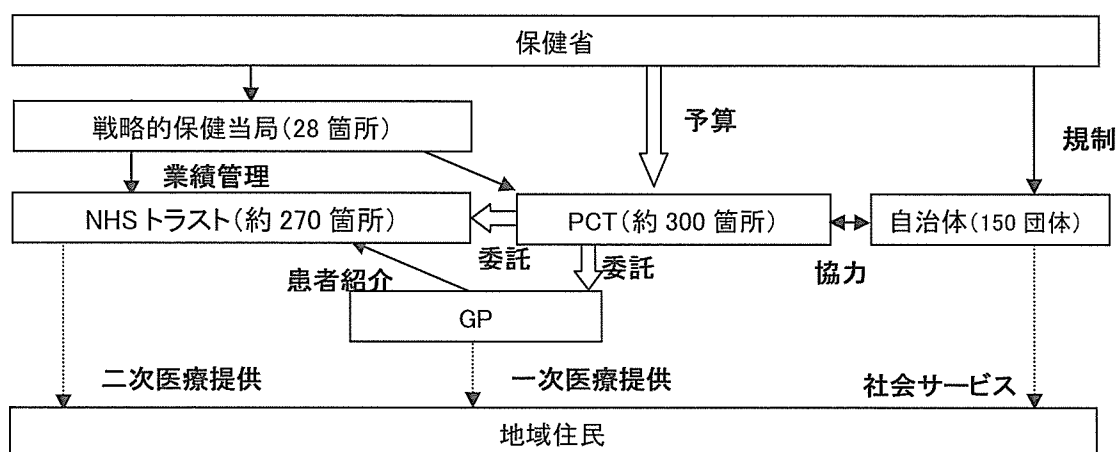 保健省
戦略的保健当局(28 箇所)
予算
規制
業績管理
NHS トラスト(約 270 箇所)
PCT(約 300 箇所)
自治体(150 団体)
委託
委託
協力
患者紹介
GP
二次医療提供
一次医療提供
社会サービス
地域住民